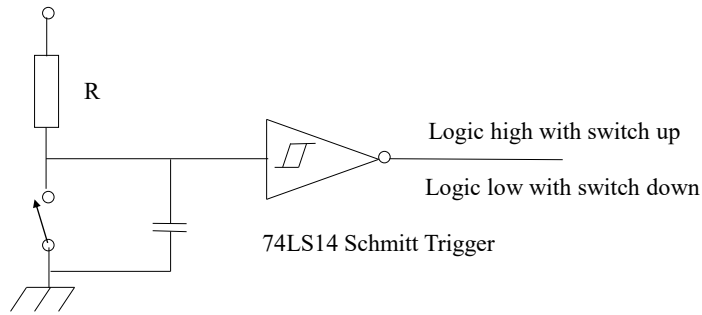 R
Logic high with switch up
Logic low with switch down
74LS14 Schmitt Trigger